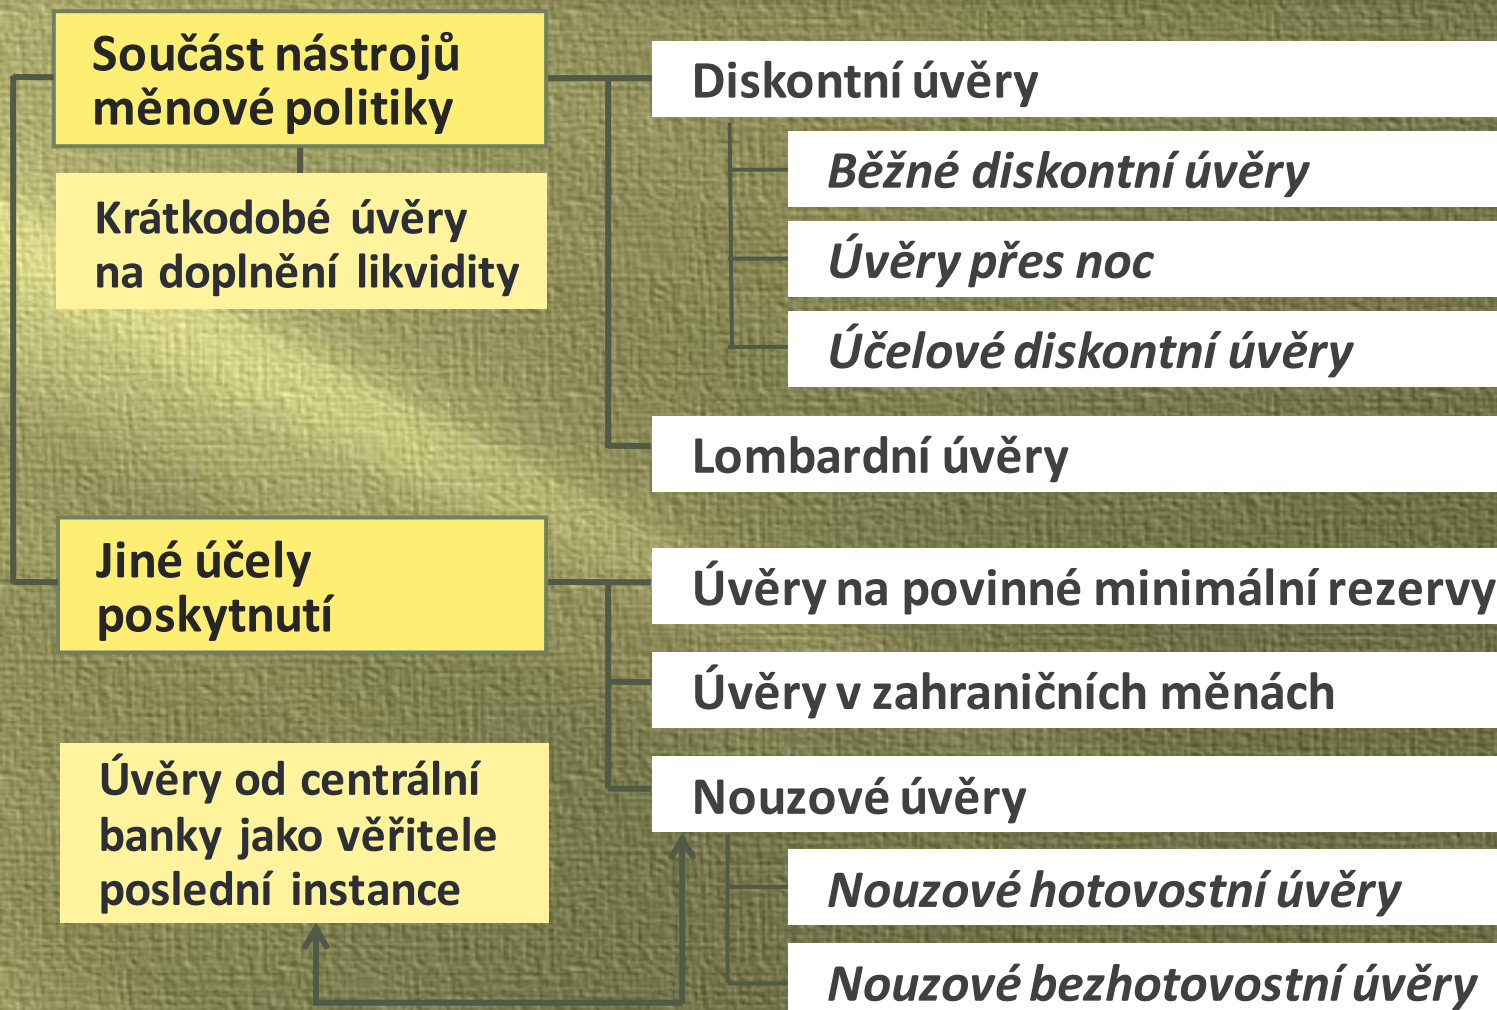 Součást nástrojů
měnové politiky
Krátkodobé úvěry
na doplnění likvidity
Diskontní úvěry
Běžné diskontní úvěry
Úvěry přes noc
Účelové diskontní úvěry
Lombardní úvěry
Jiné účely
poskytnutí
Úvěry na povinné minimální rezervy
Úvěry v zahraničních měnách
Nouzové úvěry
Úvěry od centrální
banky jako věřitele
poslední instance
Nouzové hotovostní úvěry
Nouzové bezhotovostní úvěry